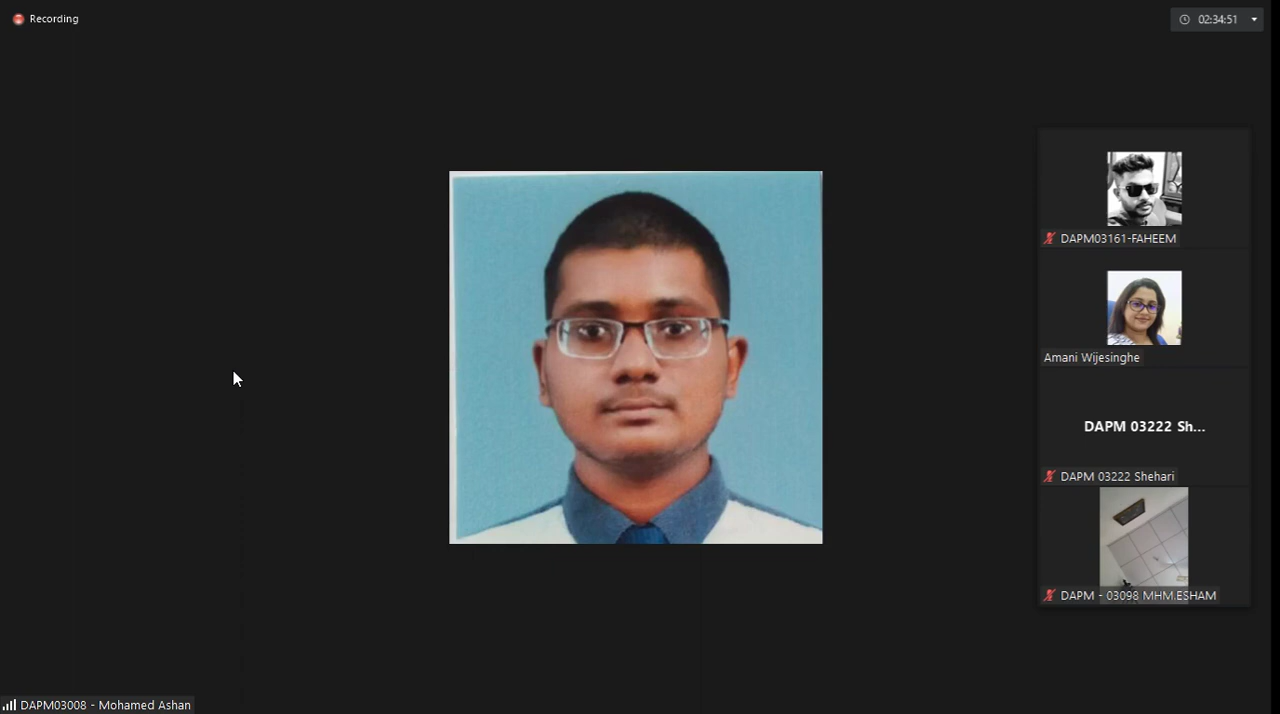 Recording
02:34:51
DAPM03161-FAHEEM
Amani Wijesinghe
DAPM 03222 Sh...
DAPM 03222 Shehari
DAPM - 03098 MHM.ESHAM
DAPM03008 - Mohamed Ashan